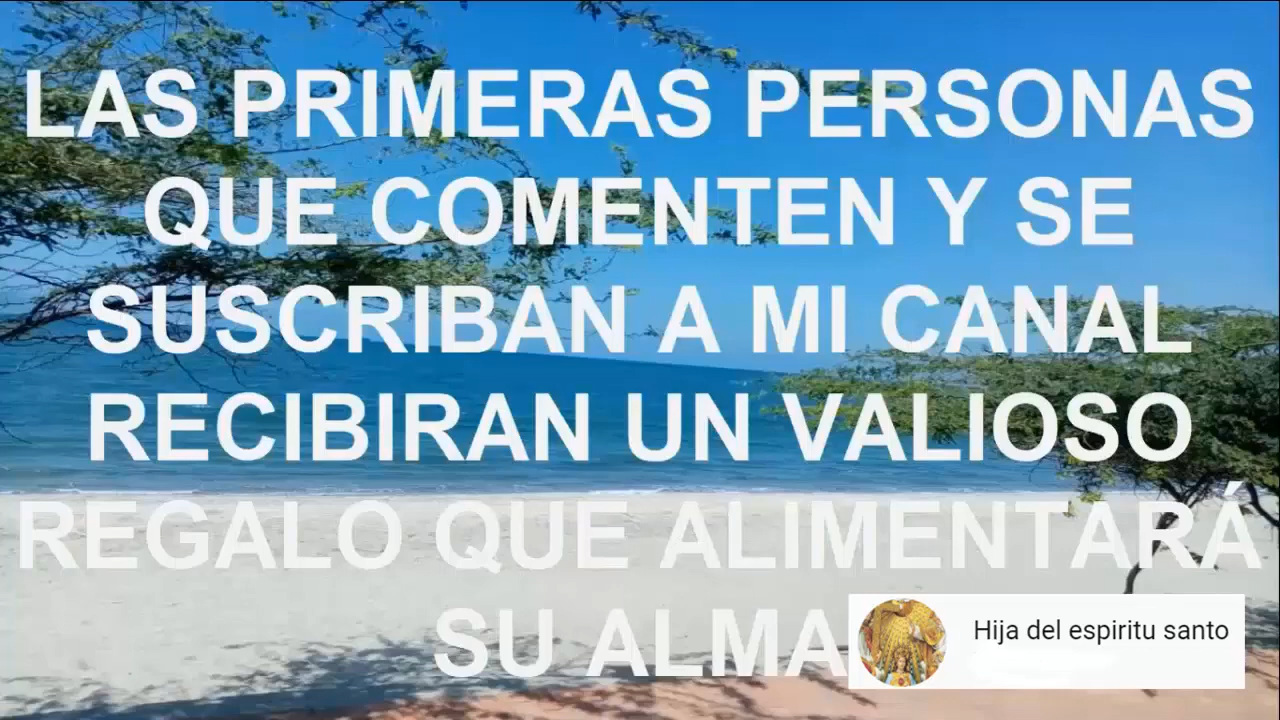 LAS PRIMERAS PERSONAS
QUE COMENTEN Y SE
SUSCRIBAN A MI CANAL
RECIBIRAN UN VALIOSO
REGALO QUE ALIMENTARÁ
SU ALMA
Hija del espiritu santo